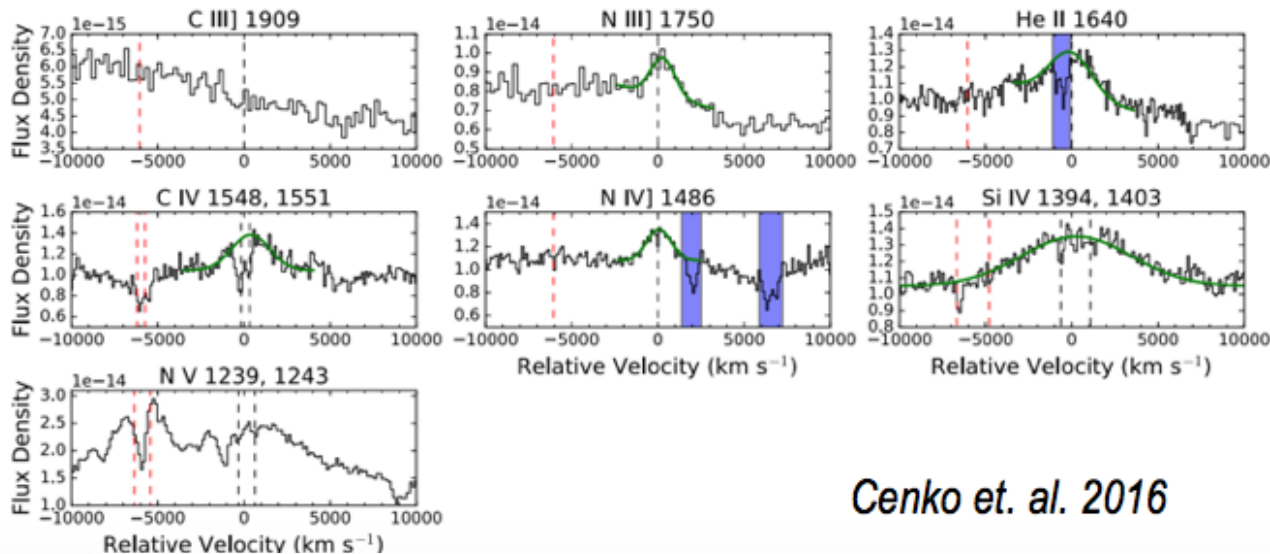 C III] 1909
N III] 1750
He II 1640
1e−15
1e−14
1e−14
Flux Density
7.0
6.5
6.0
5.5
5.0
4.5
4.0
3.5
1.1
1.0
0.9
0.8
0.7
0.6
0.5
1.4
1.3
1.2
1.1
1.0
0.9
0.8
0.7
−10000 −5000 0 5000 10000
−10000 −5000 0 5000 10000
−10000 −5000 0 5000 10000
C IV 1548, 1551
N IV] 1486
Si IV 1394, 1403
1e−14
1e−14
1e−14
Flux Density
1.6
1.4
1.2
1.0
0.8
0.6
1.6
1.4
1.2
1.0
0.8
0.6
1.5
1.4
1.3
1.2
1.1
1.0
0.9
0.8
−10000 −5000 0 5000 10000
−10000 −5000 0 5000 10000
−10000 −5000 0 5000 10000
Relative Velocity (km s⁻¹)
Relative Velocity (km s⁻¹)
N V 1239, 1243
1e−14
Flux Density
3.0
2.5
2.0
1.5
1.0
−10000 −5000 0 5000 10000
Relative Velocity (km s⁻¹)
Cenko et. al. 2016